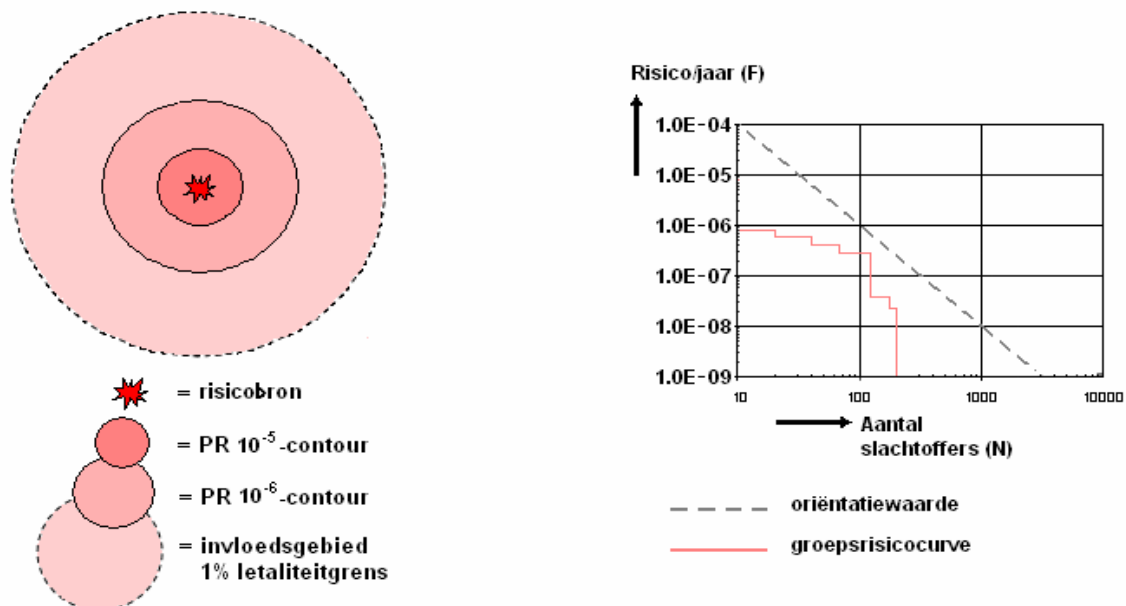 = risicobron
= PR 10⁻⁵-contour
= PR 10⁻⁶-contour
= invloedsgebied
1% letaliteitgrens
Risico/jaar (F)
1.0E-04
1.0E-05
1.0E-06
1.0E-07
1.0E-08
1.0E-09
10 100 1000 10000
Aantal
slachtoffers (N)
oriëntatiewaarde
groepsrisicocurve